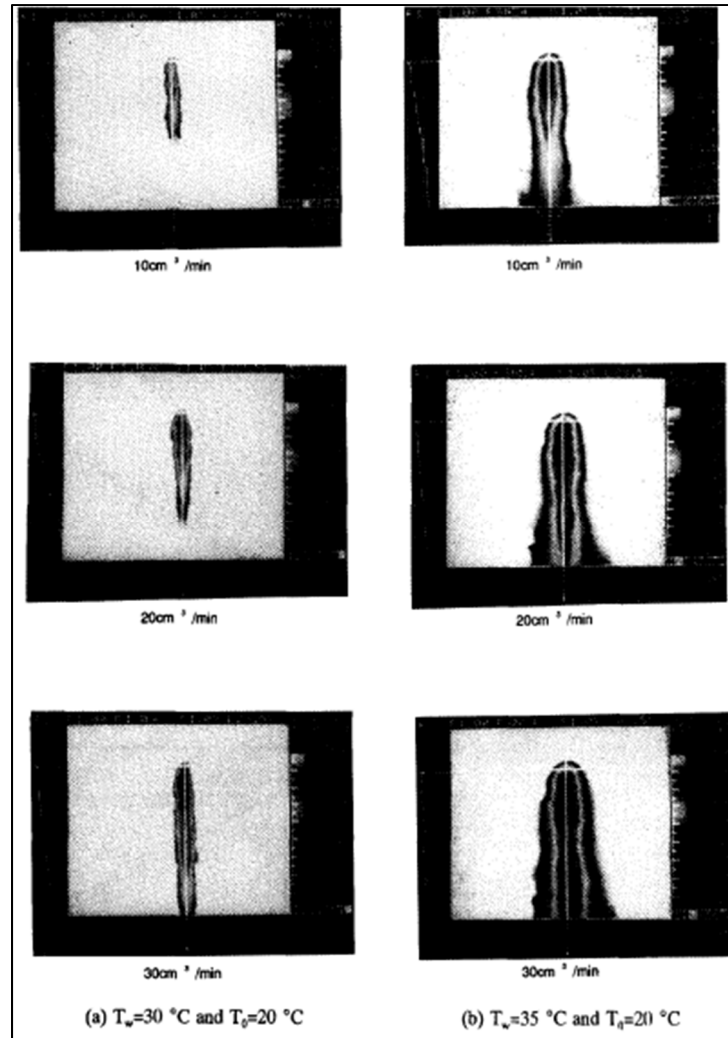 10cm ³ /min
10cm ³ /min
20cm ³ /min
20cm ³ /min
30cm ³ /min
30cm ³ /min
(a) T_w=30 °C and T_0=20 °C
(b) T_w=35 °C and T_0=20 °C